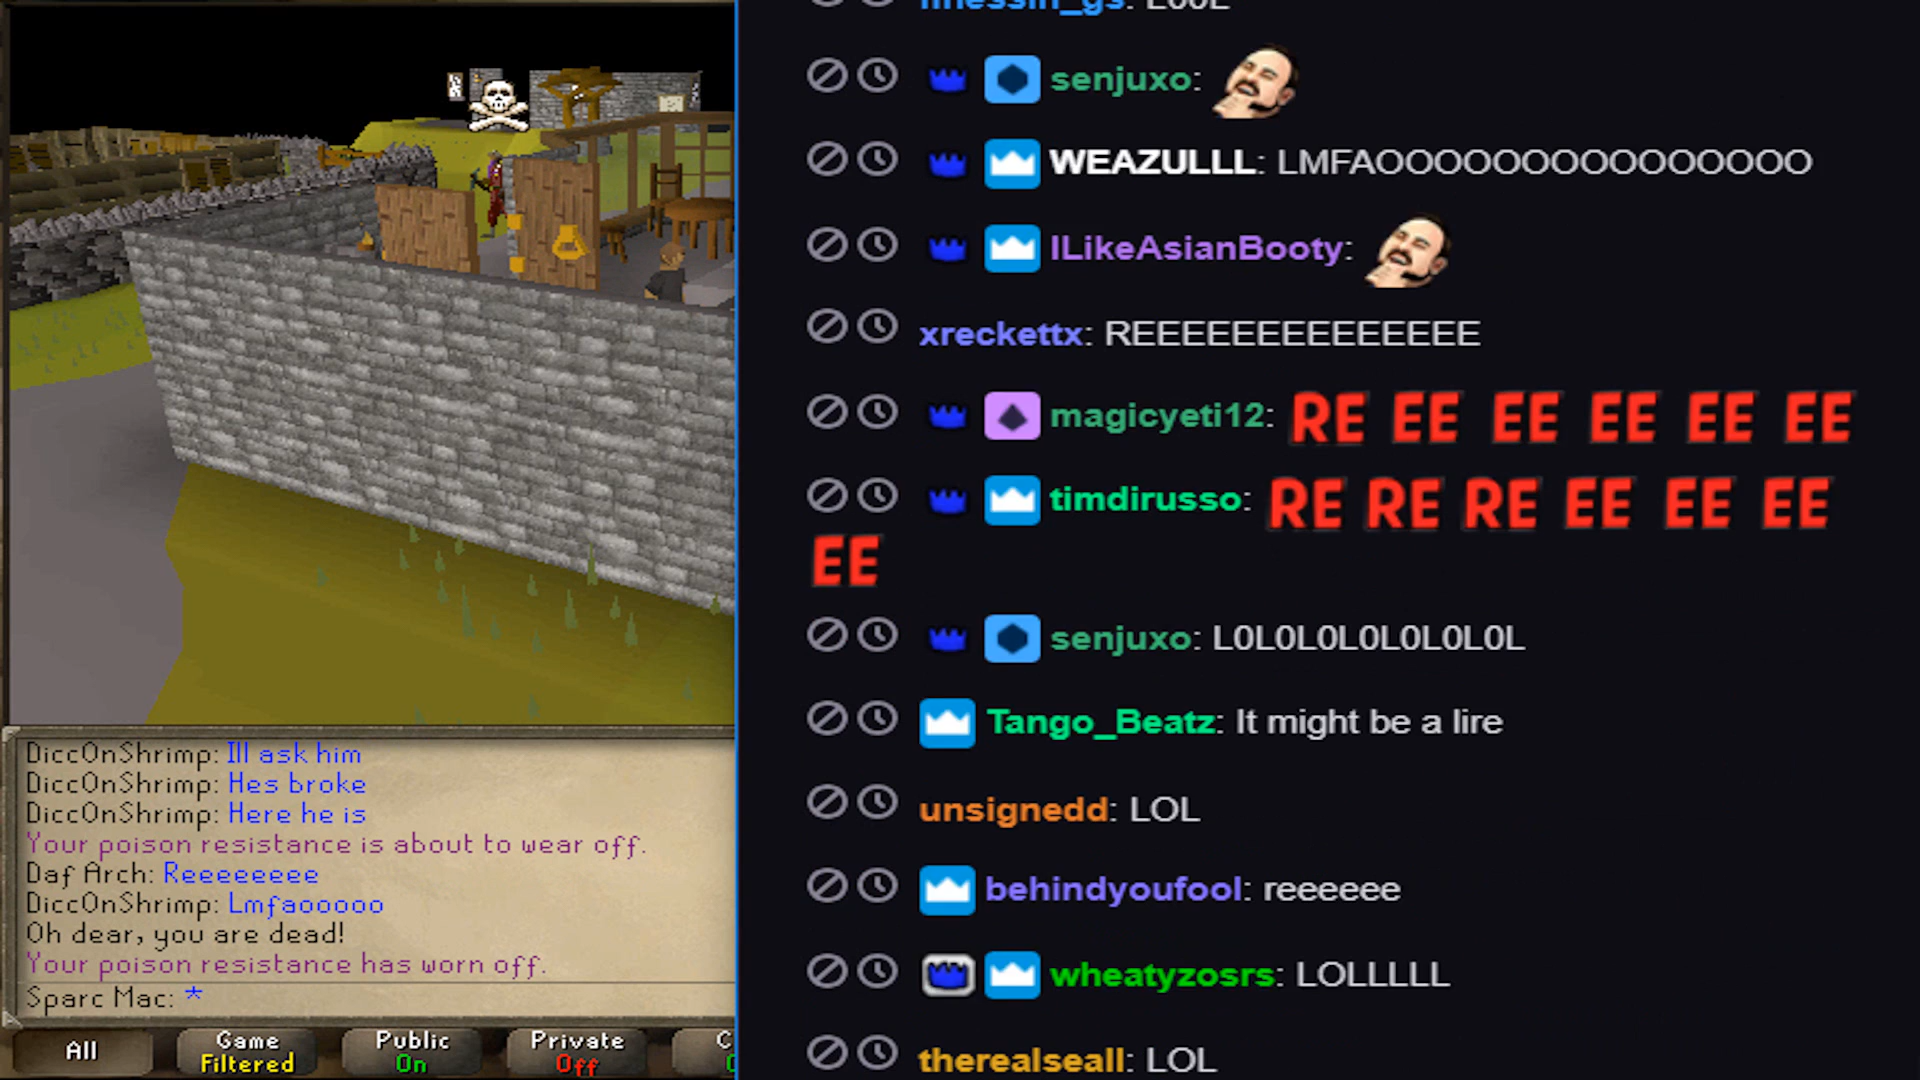 DiccOnShrimp: Ill ask him
DiccOnShrimp: Hes broke
DiccOnShrimp: Here he is
Your poison resistance is about to wear off.
Daf Arch: Reeeeeeee
DiccOnShrimp: Lmfaooooo
Oh dear, you are dead!
Your poison resistance has worn off.
Sparc Mac: *
All
Game
Filtered
Public
On
Private
Off
senjuxo:
WEAZULLL: LMFAOOOOOOOOOOOOOOO
ILikeAsianBooty:
xreckettx: REEEEEEEEEEEEEE
magicyeti12: RE EE EE EE EE EE
timdirusso: RE RE RE EE EE EE
EE
senjuxo: L0L0L0L0L0L0L0L
Tango_Beatz: It might be a lire
unsignedd: LOL
behindyoufool: reeeeee
wheatyzosrs: LOLLLLL
therealseall: LOL